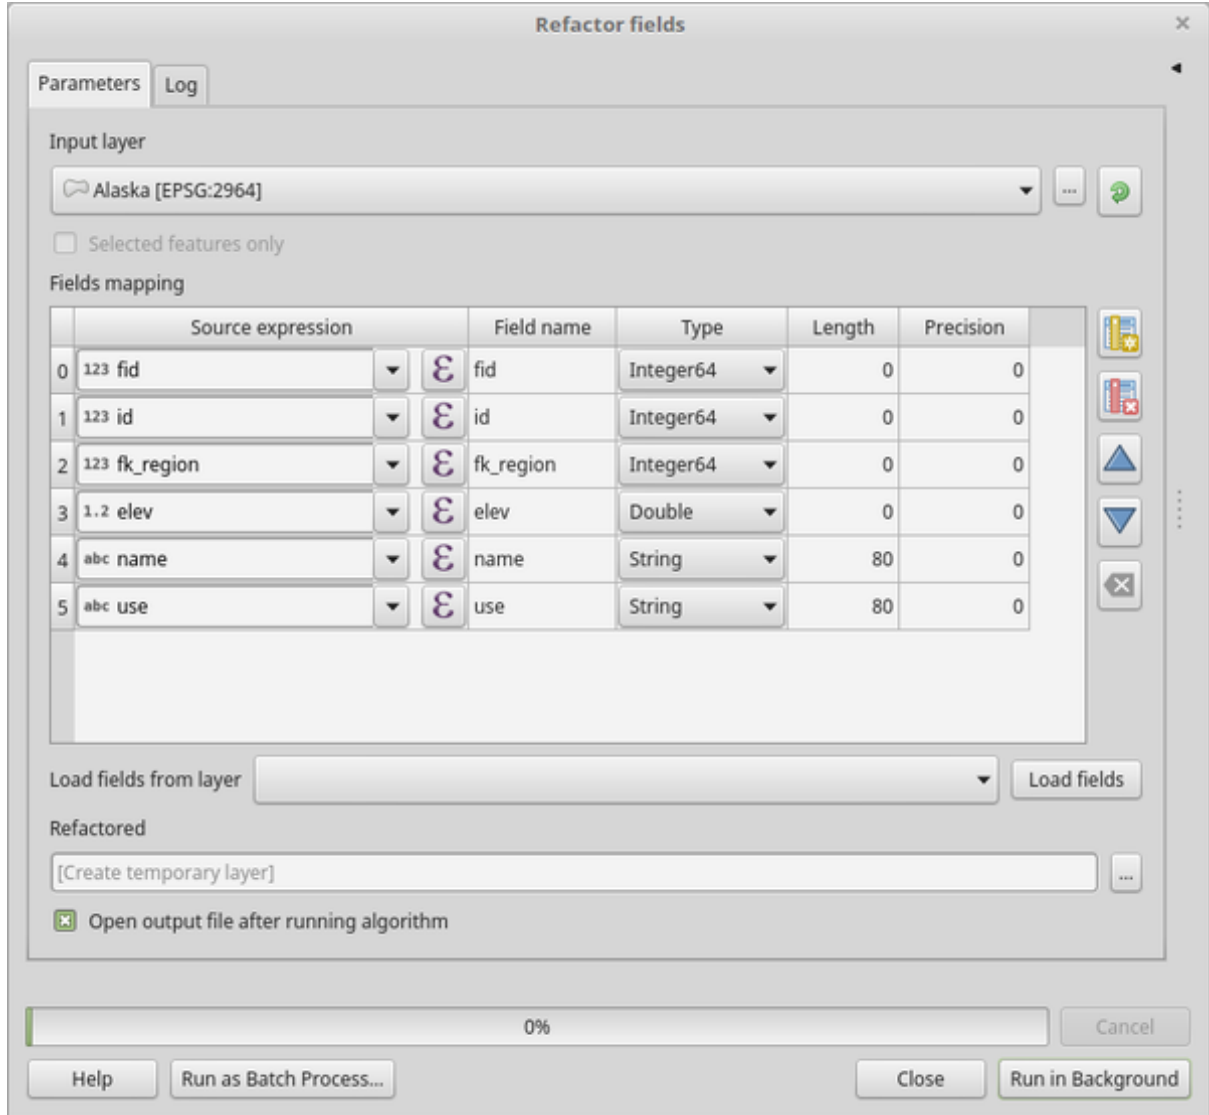 Refactor fields
Parameters Log
Input layer
Alaska [EPSG:2964] ...
Selected features only
Fields mapping
Source expression Field name Type Length Precision
0 123 fid ε fid Integer64 0 0
1 123 id ε id Integer64 0 0
2 123 fk_region ε fk_region Integer64 0 0
3 1.2 elev ε elev Double 0 0
4 abc name ε name String 80 0
5 abc use ε use String 80 0
Load fields from layer Load fields
Refactored
[Create temporary layer] ...
Open output file after running algorithm
0% Cancel
Help Run as Batch Process... Close Run in Background